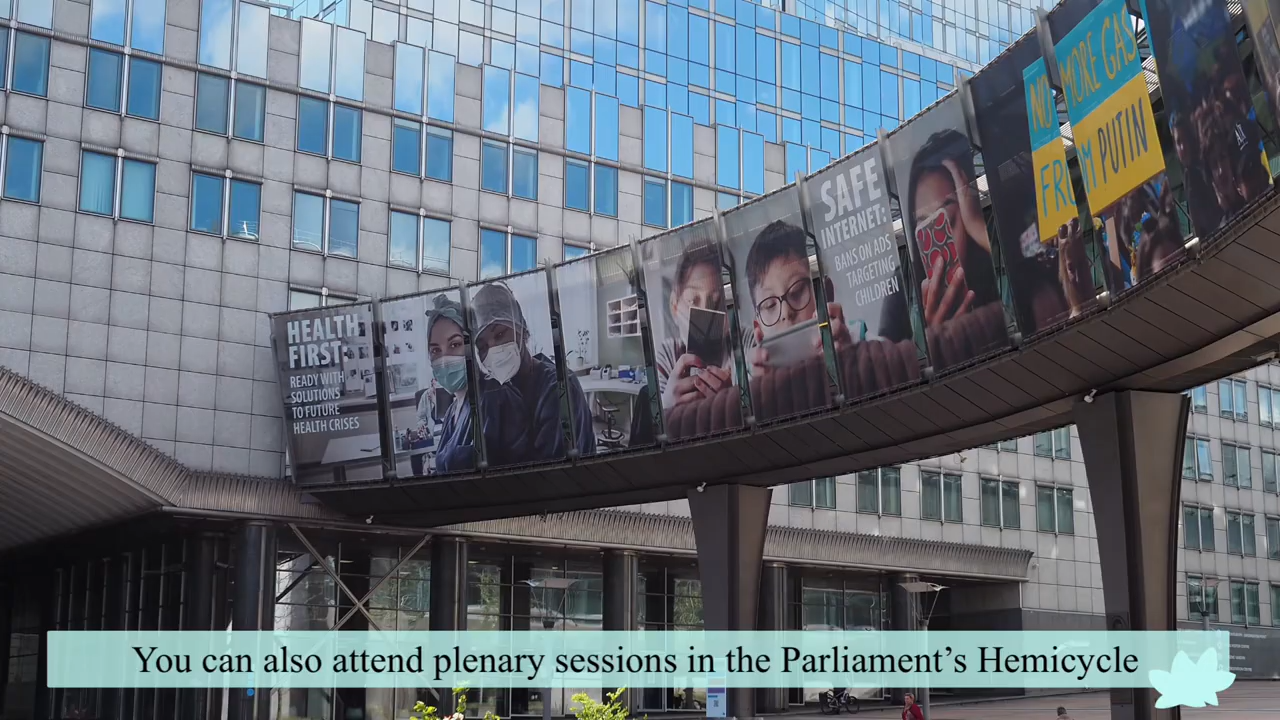 HEALTH
FIRST:
READY WITH
SOLUTIONS
TO FUTURE
HEALTH CRISES
SAFE
INTERNET:
BANS ON ADS
TARGETING
CHILDREN
NO MORE GAS
FROM PUTIN
You can also attend plenary sessions in the Parliament’s Hemicycle